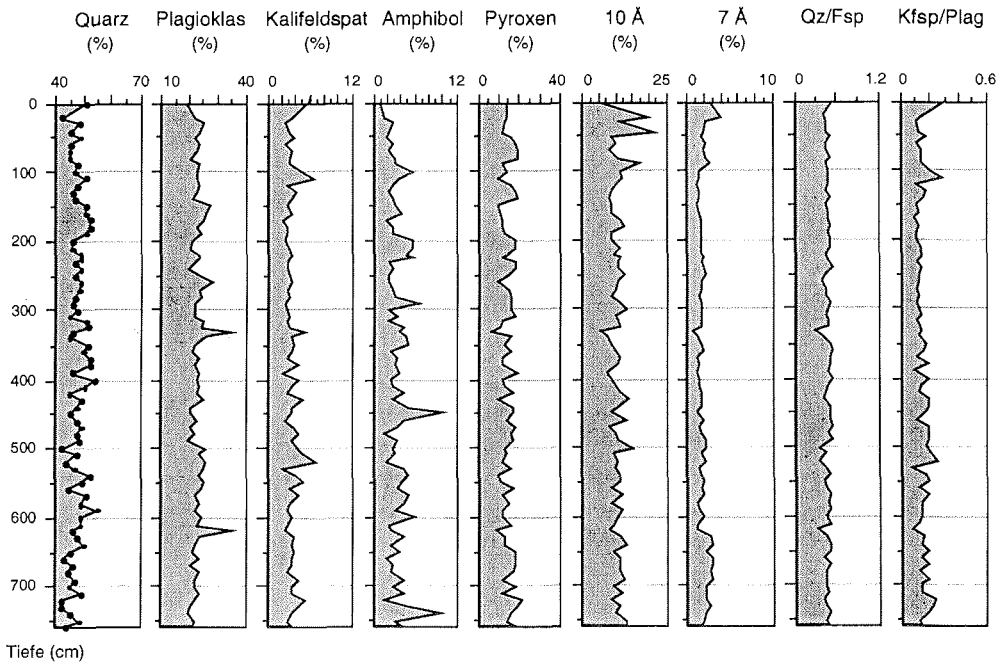 Quarz Plagioklas Kalifeldspat Amphibol Pyroxen 10 Å 7 Å Qz/Fsp Kfsp/Plag
(%) (%) (%) (%) (%) (%) (%)
40 70 10 40 0 12 0 12 0 40 0 25 0 10 0 1.2 0 0.6
0
100
200
300
400
500
600
700
Tiefe (cm)